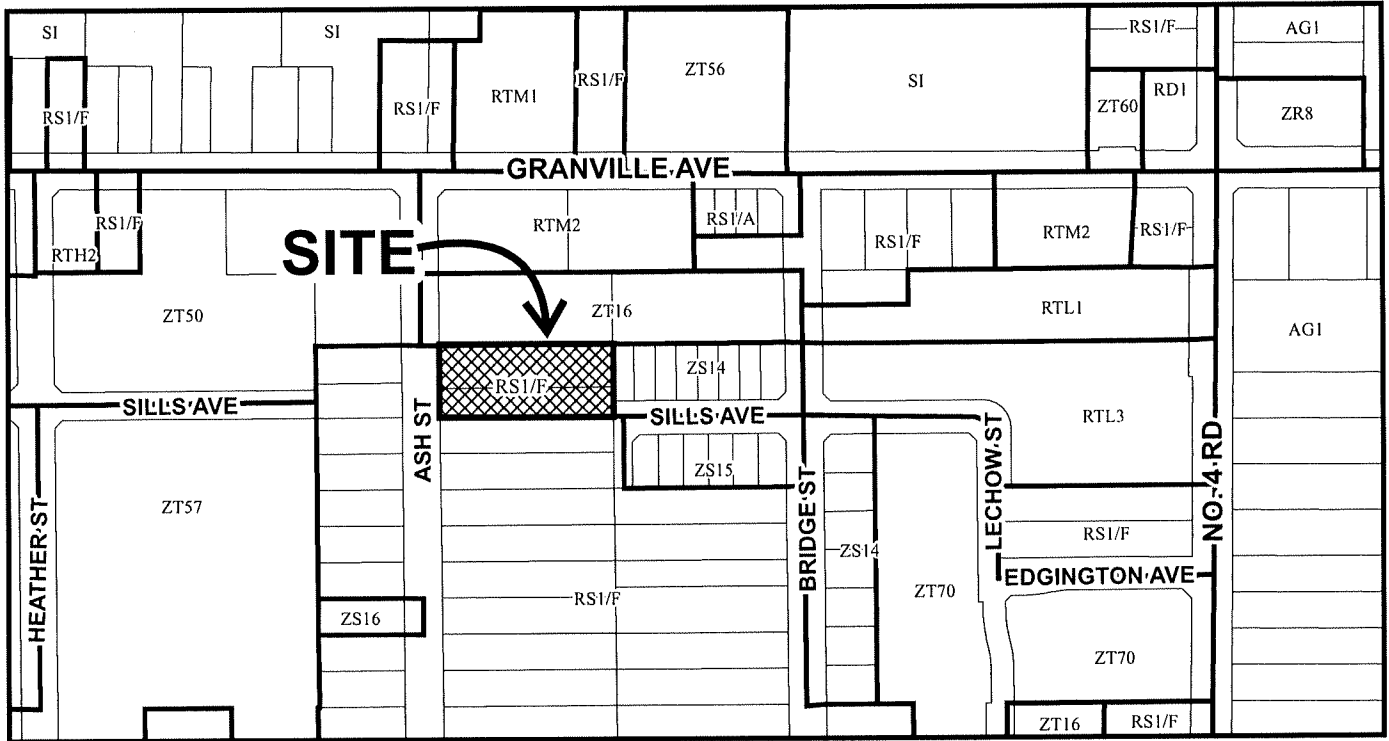 SI
SI
RS1/F
RS1/F
RTM1
RS1/F
ZT56
SI
RS1/F
ZT60
RD1
AG1
ZR8
GRANVILLE AVE
RTH2
RS1/F
RTM2
RS1/A
RS1/F
RTM2
RS1/F
SITE
ZT50
ZT16
RTL1
AG1
RS1/F
ZS14
SILLS AVE
SILLS AVE
RTL3
ASH ST
ZS15
ZT57
HEATHER ST
BRIDGE ST
ZS14
LECHOW ST
NO. 4 RD
RS1/F
EDGINGTON AVE
RS1/F
ZS16
ZT70
ZT70
ZT16
RS1/F